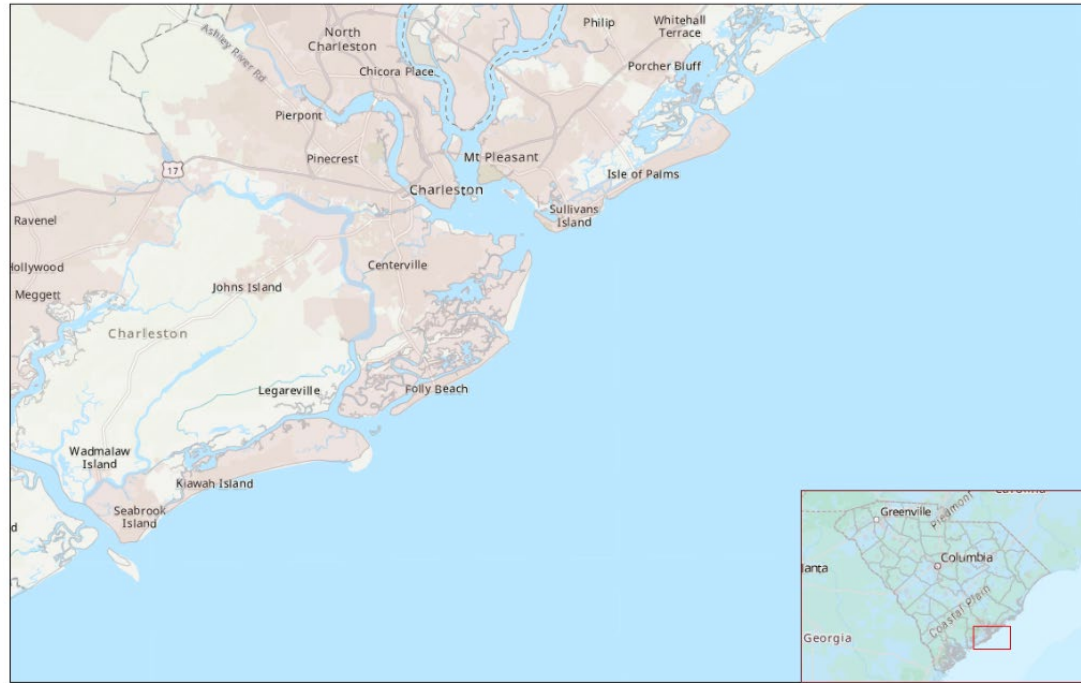 North
Charleston
Philip
Whitehall
Terrace
Ashley River Rd
Chicora Place
Porcher Bluff
Pierpont
Pinecrest
Mt Pleasant
17
Charleston
Isle of Palms
Sullivans
Island
Ravenel
Hollywood
Centerville
Meggett
Johns Island
Charleston
Legareville
Folly Beach
Wadmalaw
Island
Kiawah Island
Seabrook
Island
d
Greenville
Piedmont
Columbia
lanta
Coastal Plain
Georgia